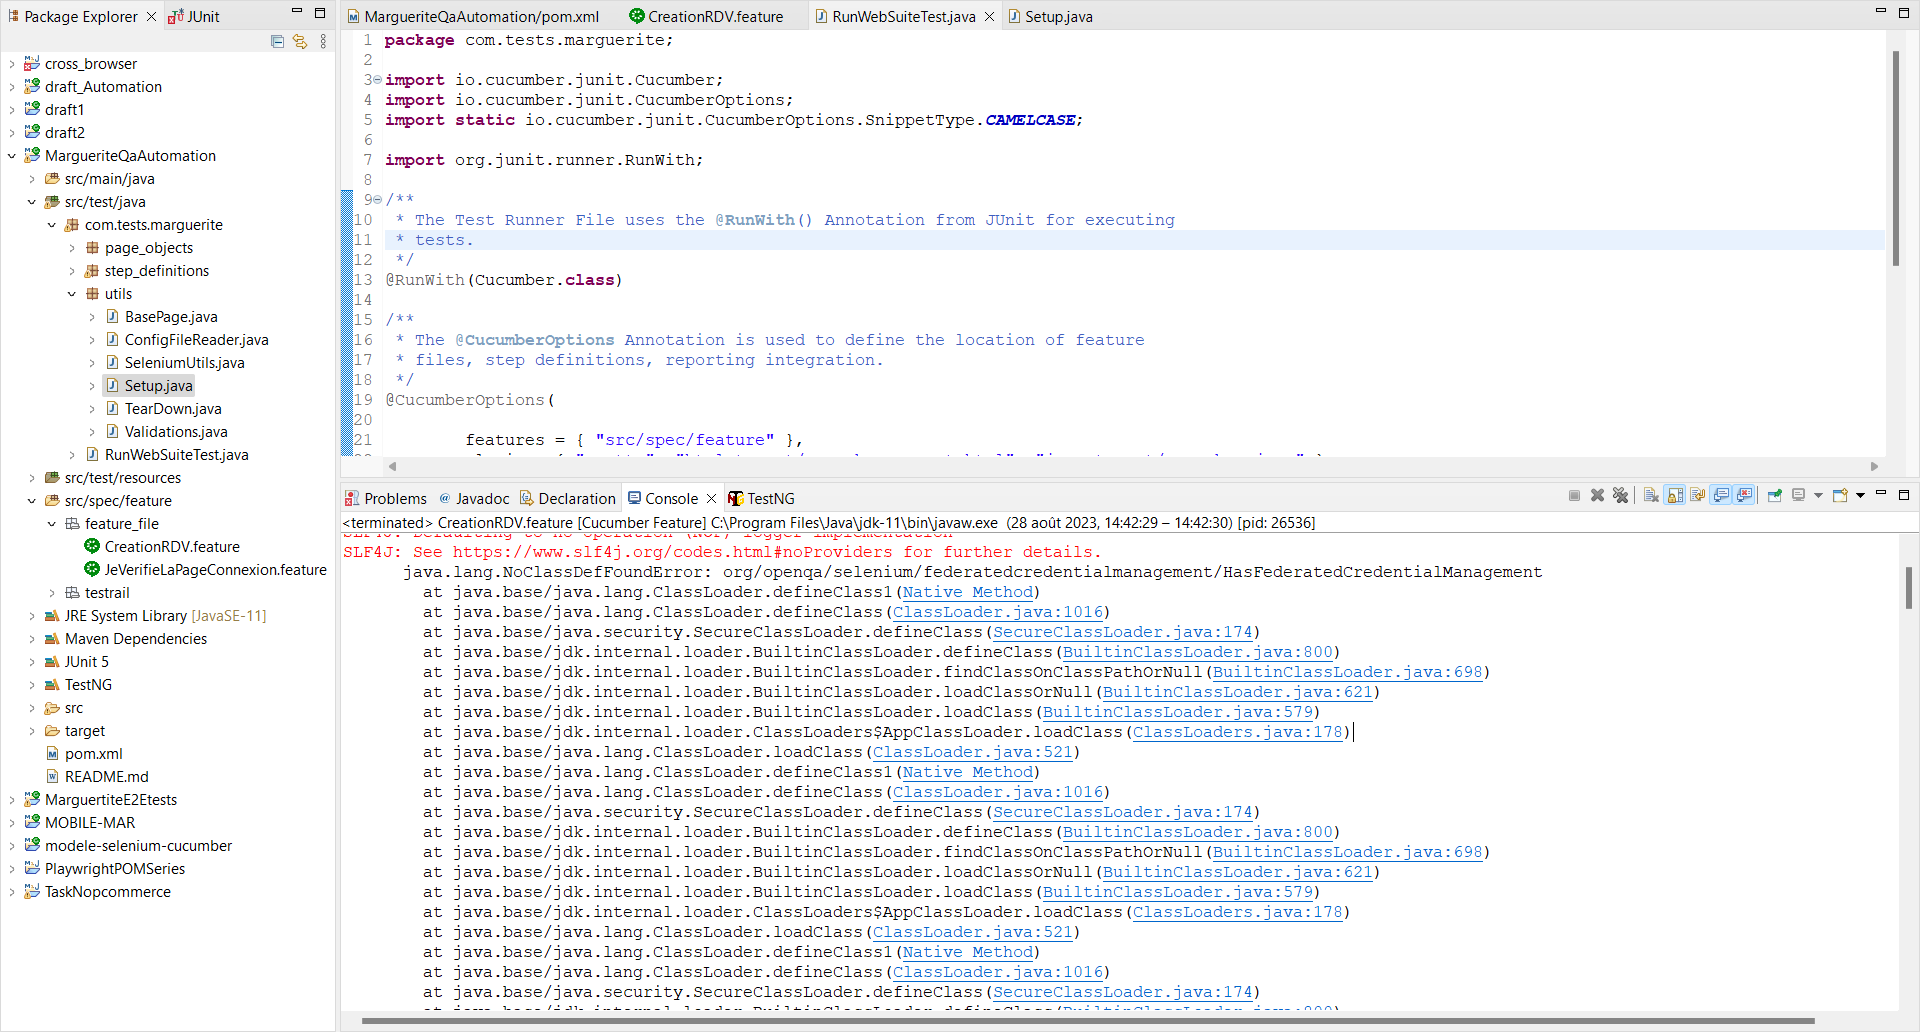 Package Explorer
JUnit
cross_browser
draft_Automation
draft1
draft2
MargueriteQaAutomation
src/main/java
src/test/java
com.tests.marguerite
page_objects
step_definitions
utils
BasePage.java
ConfigFileReader.java
SeleniumUtils.java
Setup.java
TearDown.java
Validations.java
RunWebSuiteTest.java
src/test/resources
src/spec/feature
feature_file
CreationRDV.feature
JeVerifieLaPageConnexion.feature
testrail
JRE System Library [JavaSE-11]
Maven Dependencies
JUnit 5
TestNG
src
target
pom.xml
README.md
MarguertiteE2Etests
MOBILE-MAR
modele-selenium-cucumber
PlaywrightPOMSeries
TaskNopcommerce
MargueriteQaAutomation/pom.xml
CreationRDV.feature
RunWebSuiteTest.java
Setup.java
1 package com.tests.marguerite;
2
3 import io.cucumber.junit.Cucumber;
4 import io.cucumber.junit.CucumberOptions;
5 import static io.cucumber.junit.CucumberOptions.SnippetType.CAMELCASE;
6
7 import org.junit.runner.RunWith;
8
9 /**
10 * The Test Runner File uses the @RunWith() Annotation from JUnit for executing
11 * tests.
12 */
13 @RunWith(Cucumber.class)
14
15 /**
16 * The @CucumberOptions Annotation is used to define the location of feature
17 * files, step definitions, reporting integration.
18 */
19 @CucumberOptions(
20
21 features = { "src/spec/feature" },
Problems
@ Javadoc
Declaration
Console
TestNG
<terminated> CreationRDV.feature [Cucumber Feature] C:\Program Files\Java\jdk-11\bin\javaw.exe (28 août 2023, 14:42:29 – 14:42:30) [pid: 26536]
SLF4J: Defaulting to no-operation (NOP) logger implementation
SLF4J: See https://www.slf4j.org/codes.html#noProviders for further details.
java.lang.NoClassDefFoundError: org/openqa/selenium/federatedcredentialmanagement/HasFederatedCredentialManagement
at java.base/java.lang.ClassLoader.defineClass1(Native Method)
at java.base/java.lang.ClassLoader.defineClass(ClassLoader.java:1016)
at java.base/java.security.SecureClassLoader.defineClass(SecureClassLoader.java:174)
at java.base/jdk.internal.loader.BuiltinClassLoader.defineClass(BuiltinClassLoader.java:800)
at java.base/jdk.internal.loader.BuiltinClassLoader.findClassOnClassPathOrNull(BuiltinClassLoader.java:698)
at java.base/jdk.internal.loader.BuiltinClassLoader.loadClassOrNull(BuiltinClassLoader.java:621)
at java.base/jdk.internal.loader.BuiltinClassLoader.loadClass(BuiltinClassLoader.java:579)
at java.base/jdk.internal.loader.ClassLoaders$AppClassLoader.loadClass(ClassLoaders.java:178)
at java.base/java.lang.ClassLoader.loadClass(ClassLoader.java:521)
at java.base/java.lang.ClassLoader.defineClass1(Native Method)
at java.base/java.lang.ClassLoader.defineClass(ClassLoader.java:1016)
at java.base/java.security.SecureClassLoader.defineClass(SecureClassLoader.java:174)
at java.base/jdk.internal.loader.BuiltinClassLoader.defineClass(BuiltinClassLoader.java:800)
at java.base/jdk.internal.loader.BuiltinClassLoader.findClassOnClassPathOrNull(BuiltinClassLoader.java:698)
at java.base/jdk.internal.loader.BuiltinClassLoader.loadClassOrNull(BuiltinClassLoader.java:621)
at java.base/jdk.internal.loader.BuiltinClassLoader.loadClass(BuiltinClassLoader.java:579)
at java.base/jdk.internal.loader.ClassLoaders$AppClassLoader.loadClass(ClassLoaders.java:178)
at java.base/java.lang.ClassLoader.loadClass(ClassLoader.java:521)
at java.base/java.lang.ClassLoader.defineClass1(Native Method)
at java.base/java.lang.ClassLoader.defineClass(ClassLoader.java:1016)
at java.base/java.security.SecureClassLoader.defineClass(SecureClassLoader.java:174)
at java.base/jdk.internal.loader.BuiltinClassLoader.defineClass(BuiltinClassLoader.java:800)